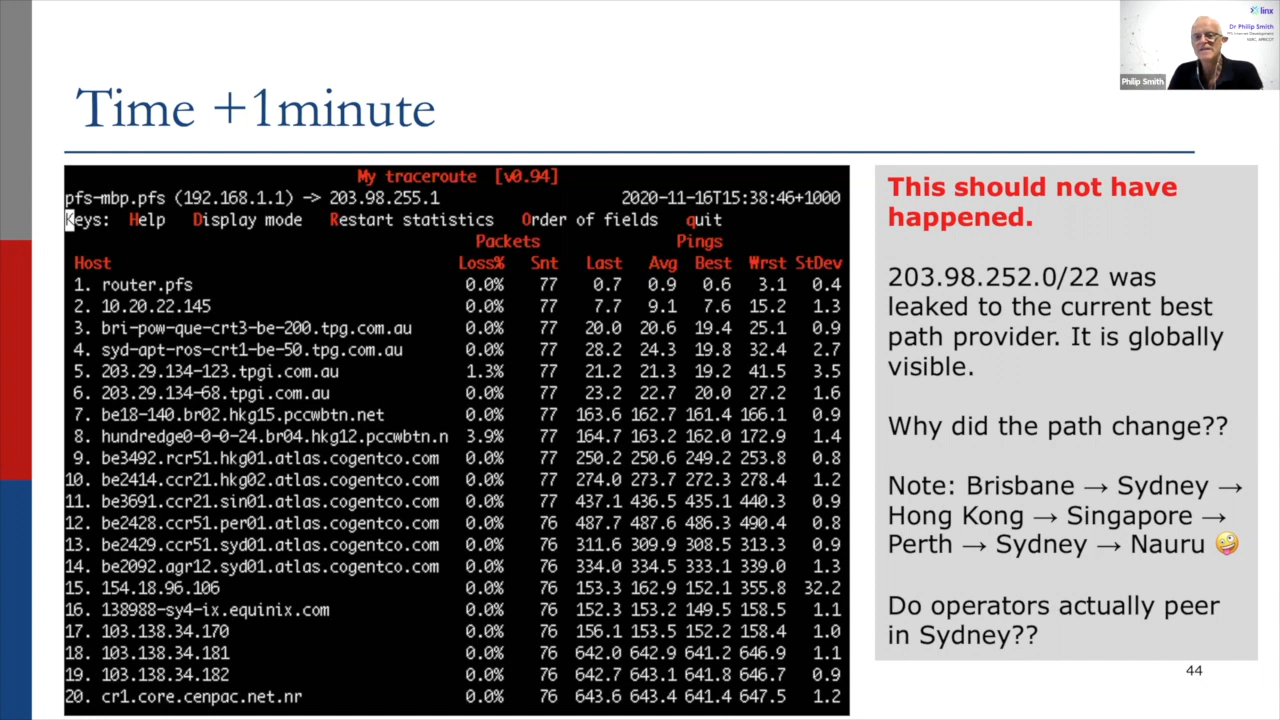 linx
Dr Philip Smith
Philip Smith
Time +1minute
My traceroute [v0.94]
pfs-mbp.pfs (192.168.1.1) -> 203.98.255.1 2020-11-16T15:38:46+1000
Keys: Help Display mode Restart statistics Order of fields quit
Packets Pings
Host Loss% Snt Last Avg Best Wrst StDev
1. router.pfs 0.0% 77 0.7 0.9 0.6 3.1 0.4
2. 10.20.22.145 0.0% 77 7.7 9.1 7.6 15.2 1.3
3. bri-pow-que-crt3-be-200.tpg.com.au 0.0% 77 20.0 20.6 19.4 25.1 0.9
4. syd-apt-ros-crt1-be-50.tpg.com.au 0.0% 77 28.2 24.3 19.8 32.4 2.7
5. 203.29.134-123.tpgi.com.au 1.3% 77 21.2 21.3 19.2 41.5 3.5
6. 203.29.134-68.tpgi.com.au 0.0% 77 23.2 22.7 20.0 27.2 1.6
7. be18-140.br02.hkg15.pccwbtn.net 0.0% 77 163.6 162.7 161.4 166.1 0.9
8. hundredge0-0-0-24.br04.hkg12.pccwbtn.n 3.9% 77 164.7 163.2 162.0 172.9 1.4
9. be3492.rcr51.hkg01.atlas.cogentco.com 0.0% 77 250.2 250.6 249.2 253.8 0.8
10. be2414.ccr21.hkg02.atlas.cogentco.com 0.0% 77 274.0 273.7 272.3 278.4 1.2
11. be3691.ccr21.sin01.atlas.cogentco.com 0.0% 77 437.1 436.5 435.1 440.3 0.9
12. be2428.ccr51.per01.atlas.cogentco.com 0.0% 76 487.7 487.6 486.3 490.4 0.8
13. be2429.ccr51.syd01.atlas.cogentco.com 0.0% 76 311.6 309.9 308.5 313.3 0.9
14. be2092.agr12.syd01.atlas.cogentco.com 0.0% 76 334.0 334.5 333.1 339.0 1.3
15. 154.18.96.106 0.0% 76 153.3 162.9 152.1 355.8 32.2
16. 138988-sy4-ix.equinix.com 0.0% 76 152.3 153.2 149.5 158.5 1.1
17. 103.138.34.170 0.0% 76 156.1 153.5 152.2 158.4 1.0
18. 103.138.34.181 0.0% 76 642.0 642.9 641.2 646.9 1.1
19. 103.138.34.182 0.0% 76 642.7 643.1 641.8 646.7 0.9
20. cr1.core.cenpac.net.nr 0.0% 76 643.6 643.4 641.4 647.5 1.2
This should not have
happened.
203.98.252.0/22 was
leaked to the current best
path provider. It is globally
visible.
Why did the path change??
Note: Brisbane → Sydney →
Hong Kong → Singapore →
Perth → Sydney → Nauru 🤪
Do operators actually peer
in Sydney??
44